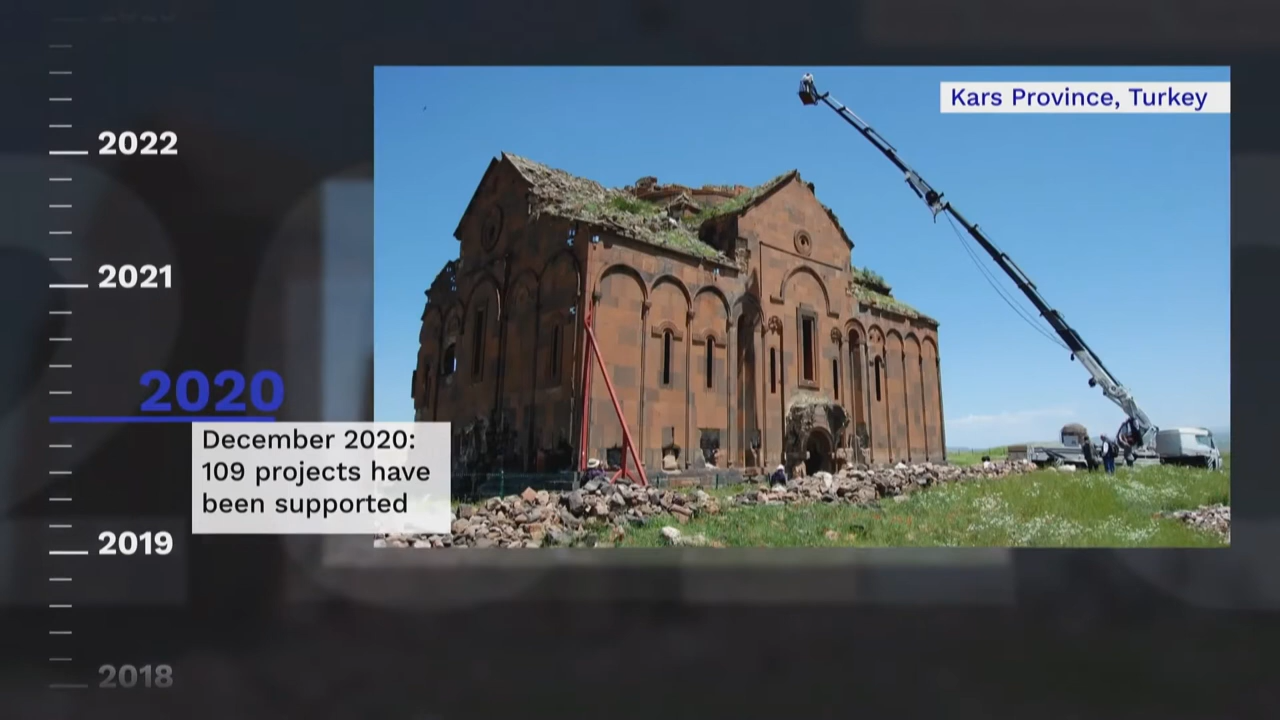 2022
2021
2020
December 2020:
109 projects have
been supported
2019
2018
Kars Province, Turkey